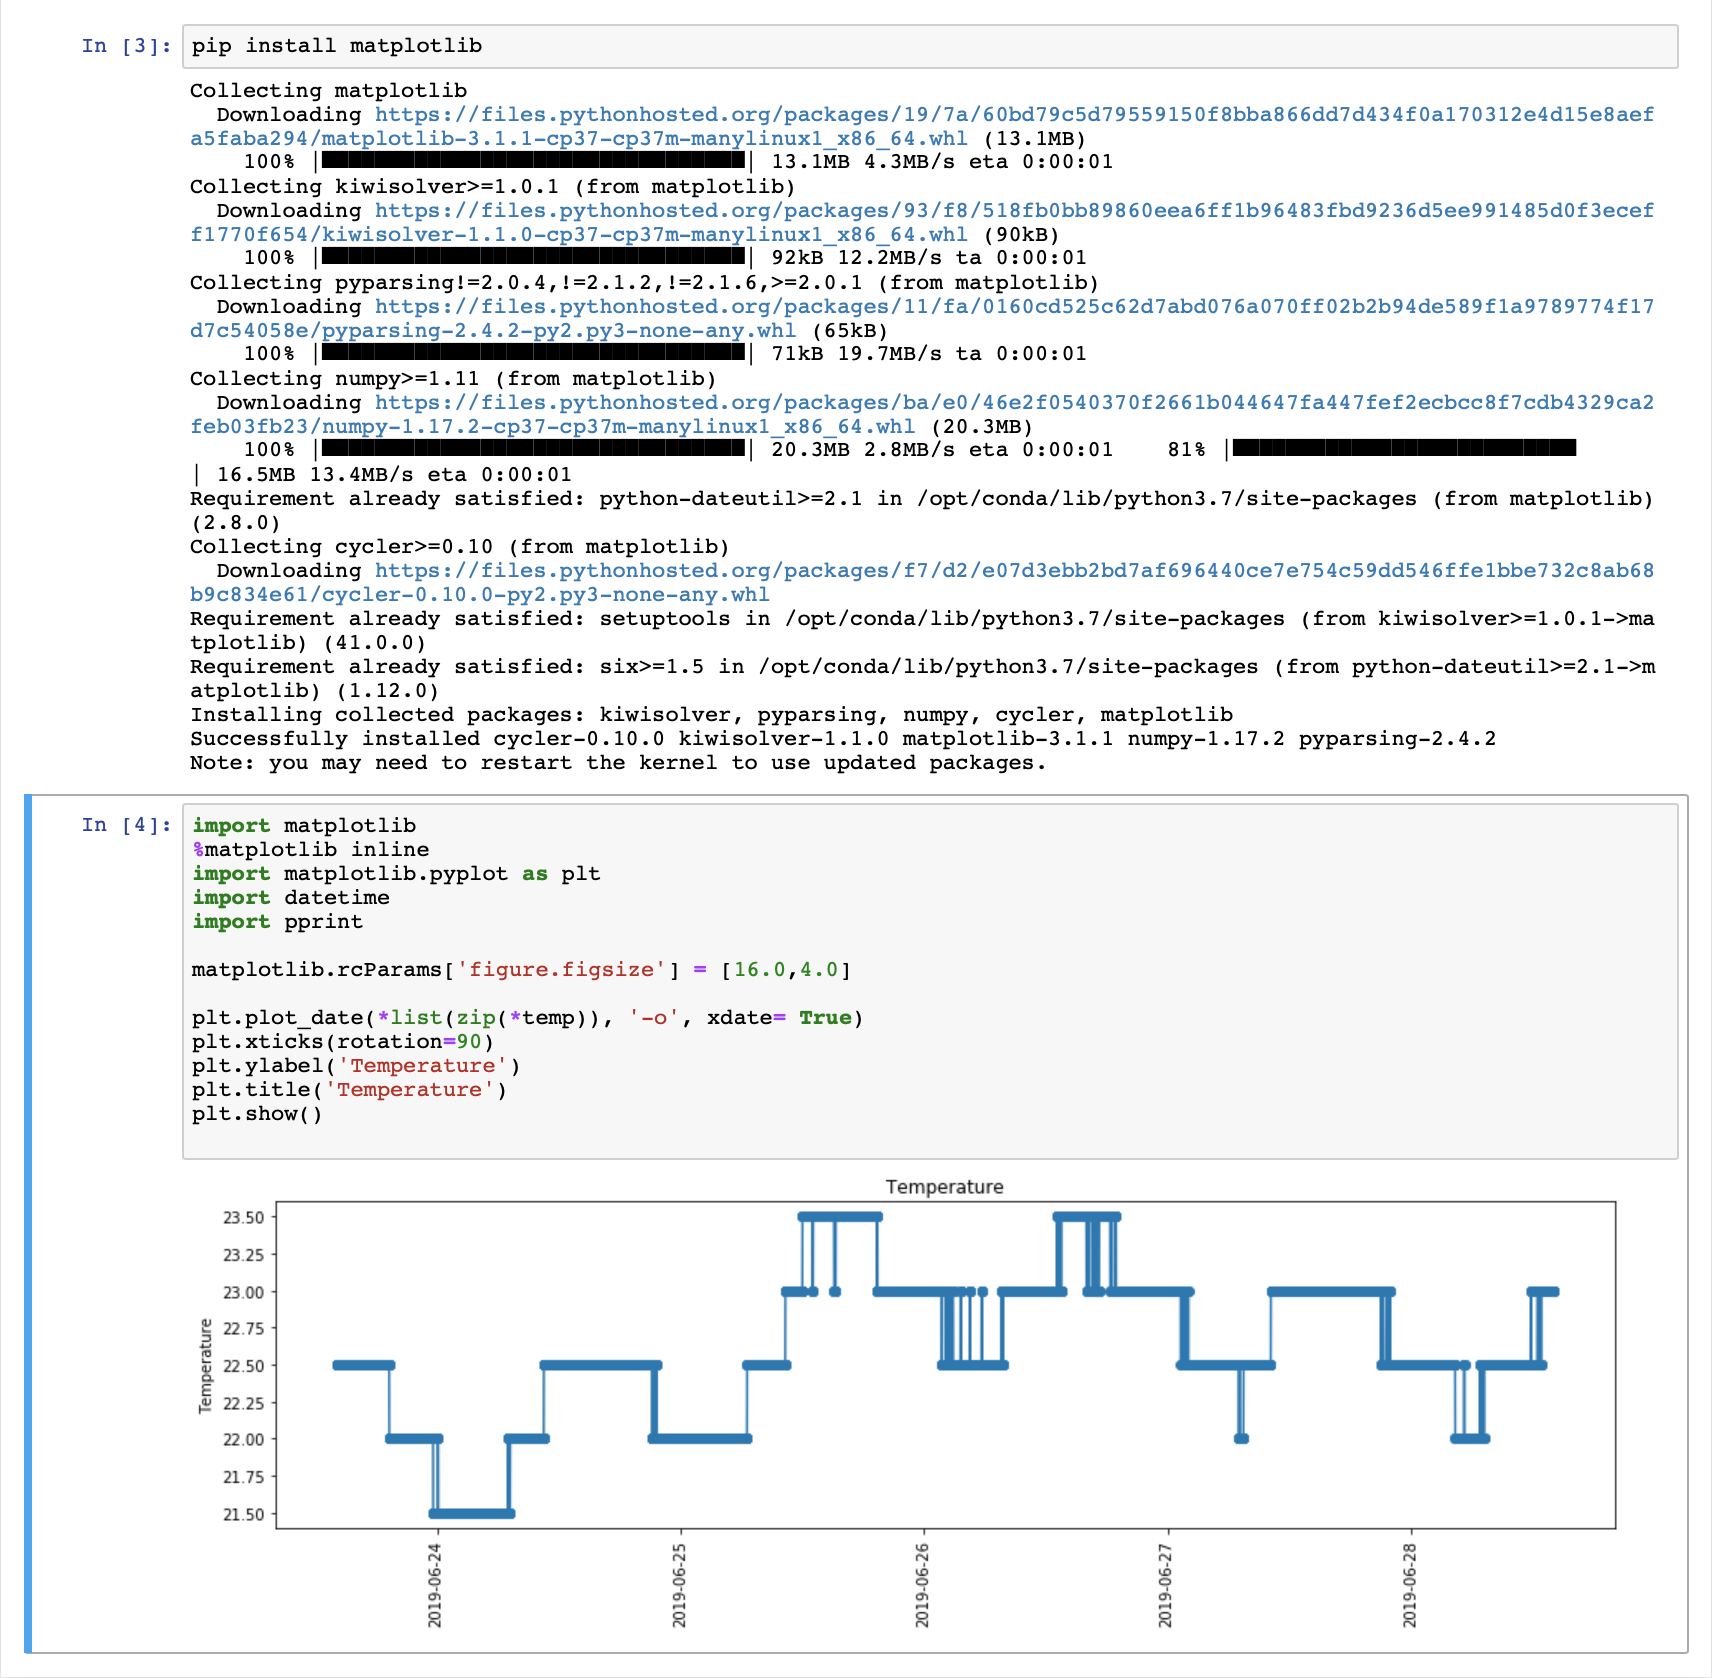 In [3]: pip install matplotlib
Collecting matplotlib
  Downloading https://files.pythonhosted.org/packages/19/7a/60bd79c5d79559150f8bba866dd7d434f0a170312e4d15e8aef
a5faba294/matplotlib-3.1.1-cp37-cp37m-manylinux1_x86_64.whl (13.1MB)
    100% |████████████████████████████████| 13.1MB 4.3MB/s eta 0:00:01
Collecting kiwisolver>=1.0.1 (from matplotlib)
  Downloading https://files.pythonhosted.org/packages/93/f8/518fb0bb89860eea6ff1b96483fbd9236d5ee991485d0f3ecef
f1770f654/kiwisolver-1.1.0-cp37-cp37m-manylinux1_x86_64.whl (90kB)
    100% |████████████████████████████████| 92kB 12.2MB/s ta 0:00:01
Collecting pyparsing!=2.0.4,!=2.1.2,!=2.1.6,>=2.0.1 (from matplotlib)
  Downloading https://files.pythonhosted.org/packages/11/fa/0160cd525c62d7abd076a070ff02b2b94de589f1a9789774f17
d7c54058e/pyparsing-2.4.2-py2.py3-none-any.whl (65kB)
    100% |████████████████████████████████| 71kB 19.7MB/s ta 0:00:01
Collecting numpy>=1.11 (from matplotlib)
  Downloading https://files.pythonhosted.org/packages/ba/e0/46e2f0540370f2661b044647fa447fef2ecbcc8f7cdb4329ca2
feb03fb23/numpy-1.17.2-cp37-cp37m-manylinux1_x86_64.whl (20.3MB)
    100% |████████████████████████████████| 20.3MB 2.8MB/s eta 0:00:01    81% |██████████████████████████
| 16.5MB 13.4MB/s eta 0:00:01
Requirement already satisfied: python-dateutil>=2.1 in /opt/conda/lib/python3.7/site-packages (from matplotlib)
(2.8.0)
Collecting cycler>=0.10 (from matplotlib)
  Downloading https://files.pythonhosted.org/packages/f7/d2/e07d3ebb2bd7af696440ce7e754c59dd546ffe1bbe732c8ab68
b9c834e61/cycler-0.10.0-py2.py3-none-any.whl
Requirement already satisfied: setuptools in /opt/conda/lib/python3.7/site-packages (from kiwisolver>=1.0.1->ma
tplotlib) (41.0.0)
Requirement already satisfied: six>=1.5 in /opt/conda/lib/python3.7/site-packages (from python-dateutil>=2.1->m
atplotlib) (1.12.0)
Installing collected packages: kiwisolver, pyparsing, numpy, cycler, matplotlib
Successfully installed cycler-0.10.0 kiwisolver-1.1.0 matplotlib-3.1.1 numpy-1.17.2 pyparsing-2.4.2
Note: you may need to restart the kernel to use updated packages.
In [4]: import matplotlib
%matplotlib inline
import matplotlib.pyplot as plt
import datetime
import pprint
matplotlib.rcParams['figure.figsize'] = [16.0,4.0]
plt.plot_date(*list(zip(*temp)), '-o', xdate= True)
plt.xticks(rotation=90)
plt.ylabel('Temperature')
plt.title('Temperature')
plt.show()
Temperature
23.50
23.25
23.00
22.75
22.50
22.25
22.00
21.75
21.50
Temperature
2019-06-24
2019-06-25
2019-06-26
2019-06-27
2019-06-28